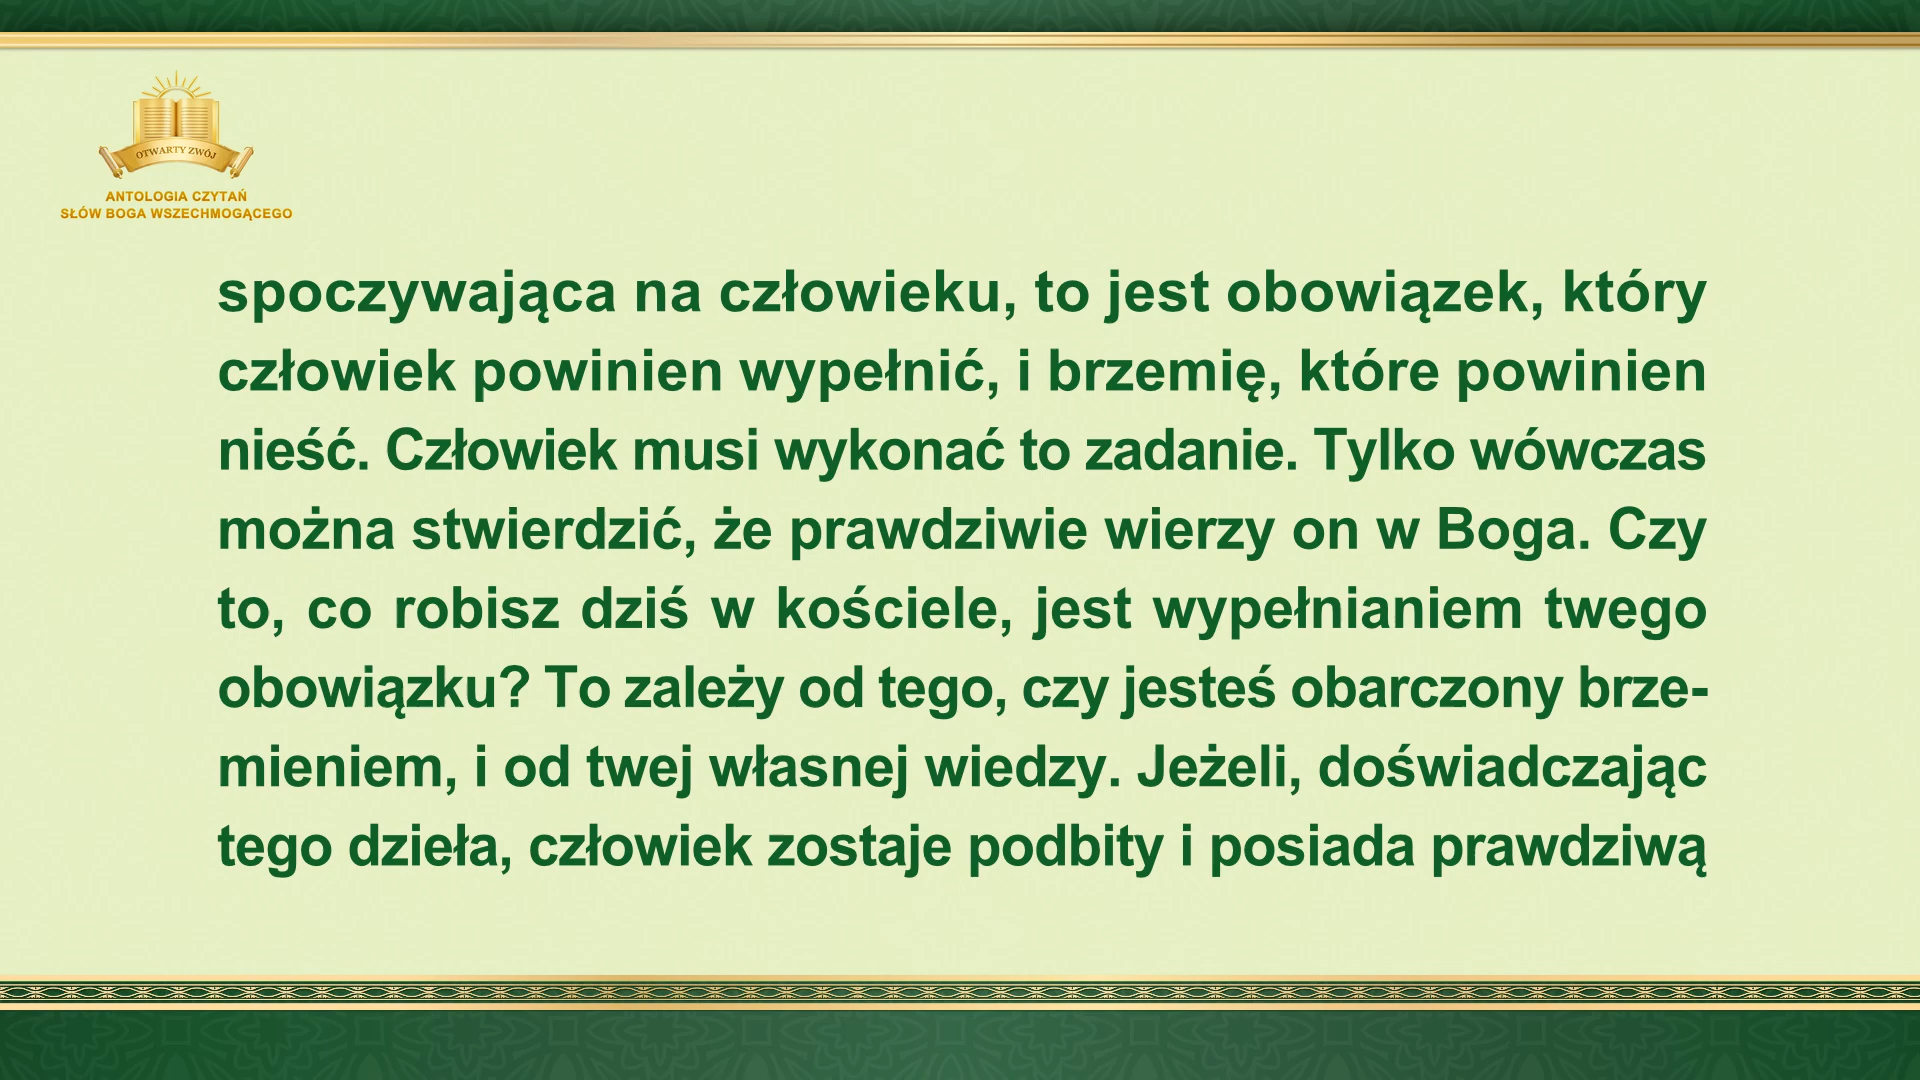 OTWARTY ZWÓJ
ANTOLOGIA CZYTAŃ
SŁÓW BOGA WSZECHMOGĄCEGO
spoczywająca na człowieku, to jest obowiązek, który
człowiek powinien wypełnić, i brzemię, które powinien
nieść. Człowiek musi wykonać to zadanie. Tylko wówczas
można stwierdzić, że prawdziwie wierzy on w Boga. Czy
to, co robisz dziś w kościele, jest wypełnianiem twego
obowiązku? To zależy od tego, czy jesteś obarczony brze-
mieniem, i od twej własnej wiedzy. Jeżeli, doświadczając
tego dzieła, człowiek zostaje podbity i posiada prawdziwą